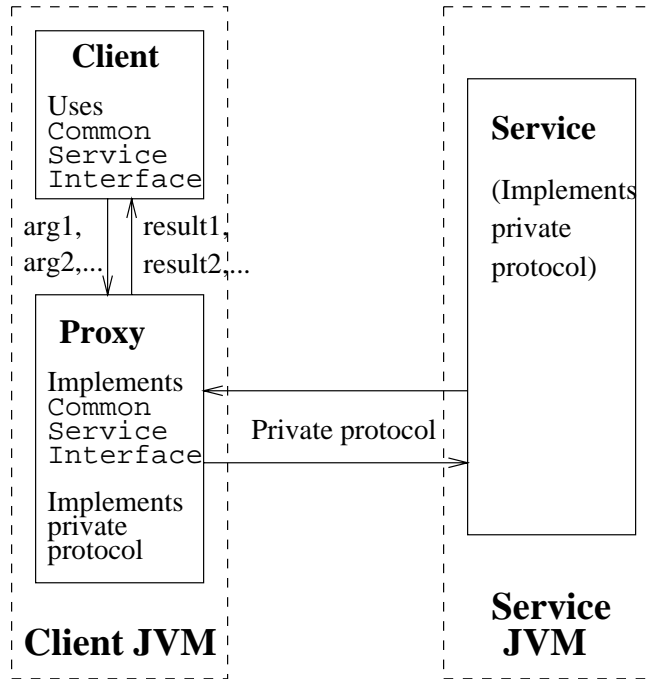 Client
Uses
Common
Service
Interface
arg1,
arg2,...
result1,
result2,...
Proxy
Implements
Common
Service
Interface
Implements
private
protocol
Client JVM
Private protocol
Service
(Implements
private
protocol)
Service
JVM